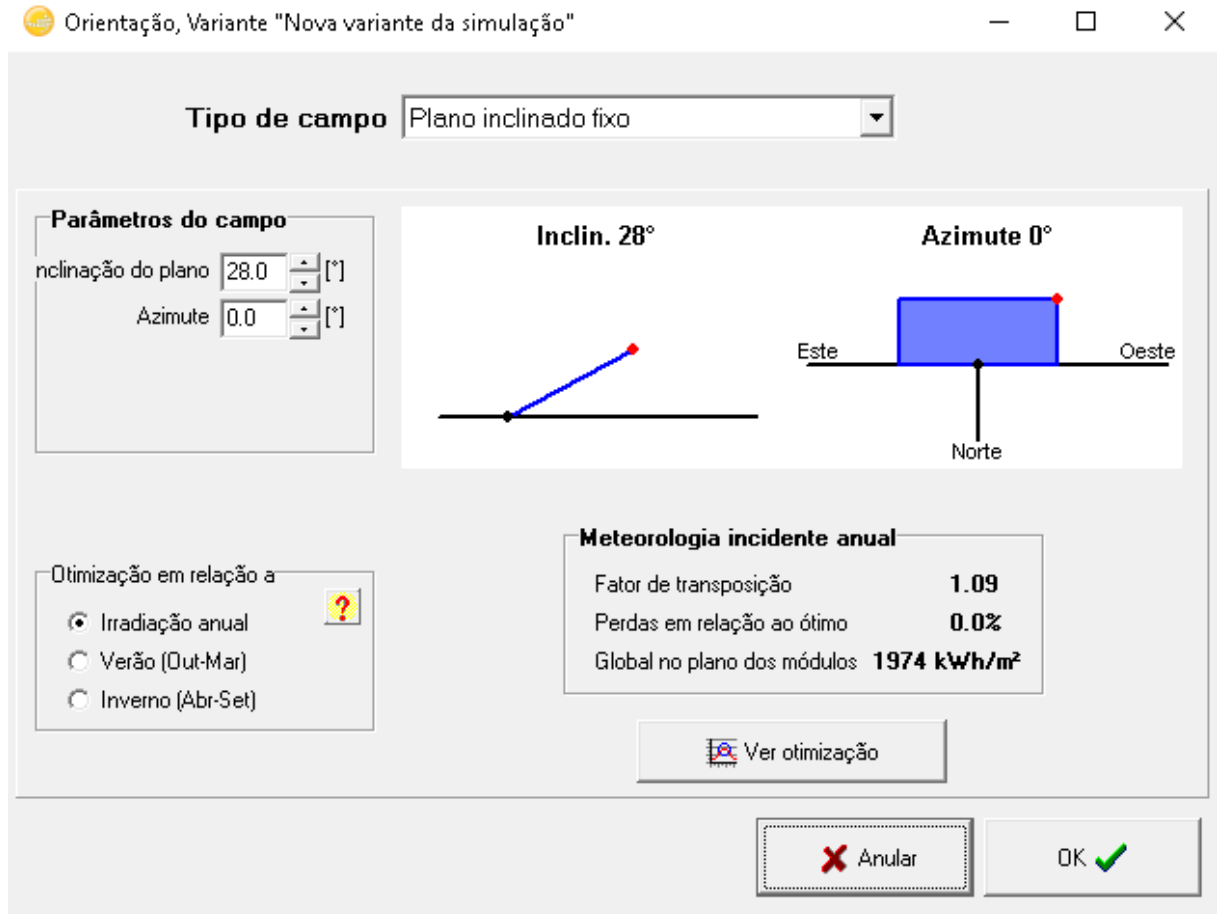 Orientação, Variante "Nova variante da simulação"
Tipo de campo Plano inclinado fixo
Parâmetros do campo
nclinação do plano 28.0 [°]
Azimute 0.0 [°]
Inclin. 28°
Azimute 0°
Este
Oeste
Norte
Otimização em relação a
?
Irradiação anual
Verão (Out-Mar)
Inverno (Abr-Set)
Meteorologia incidente anual
Fator de transposição 1.09
Perdas em relação ao ótimo 0.0%
Global no plano dos módulos 1974 kWh/m²
Ver otimização
Anular
OK